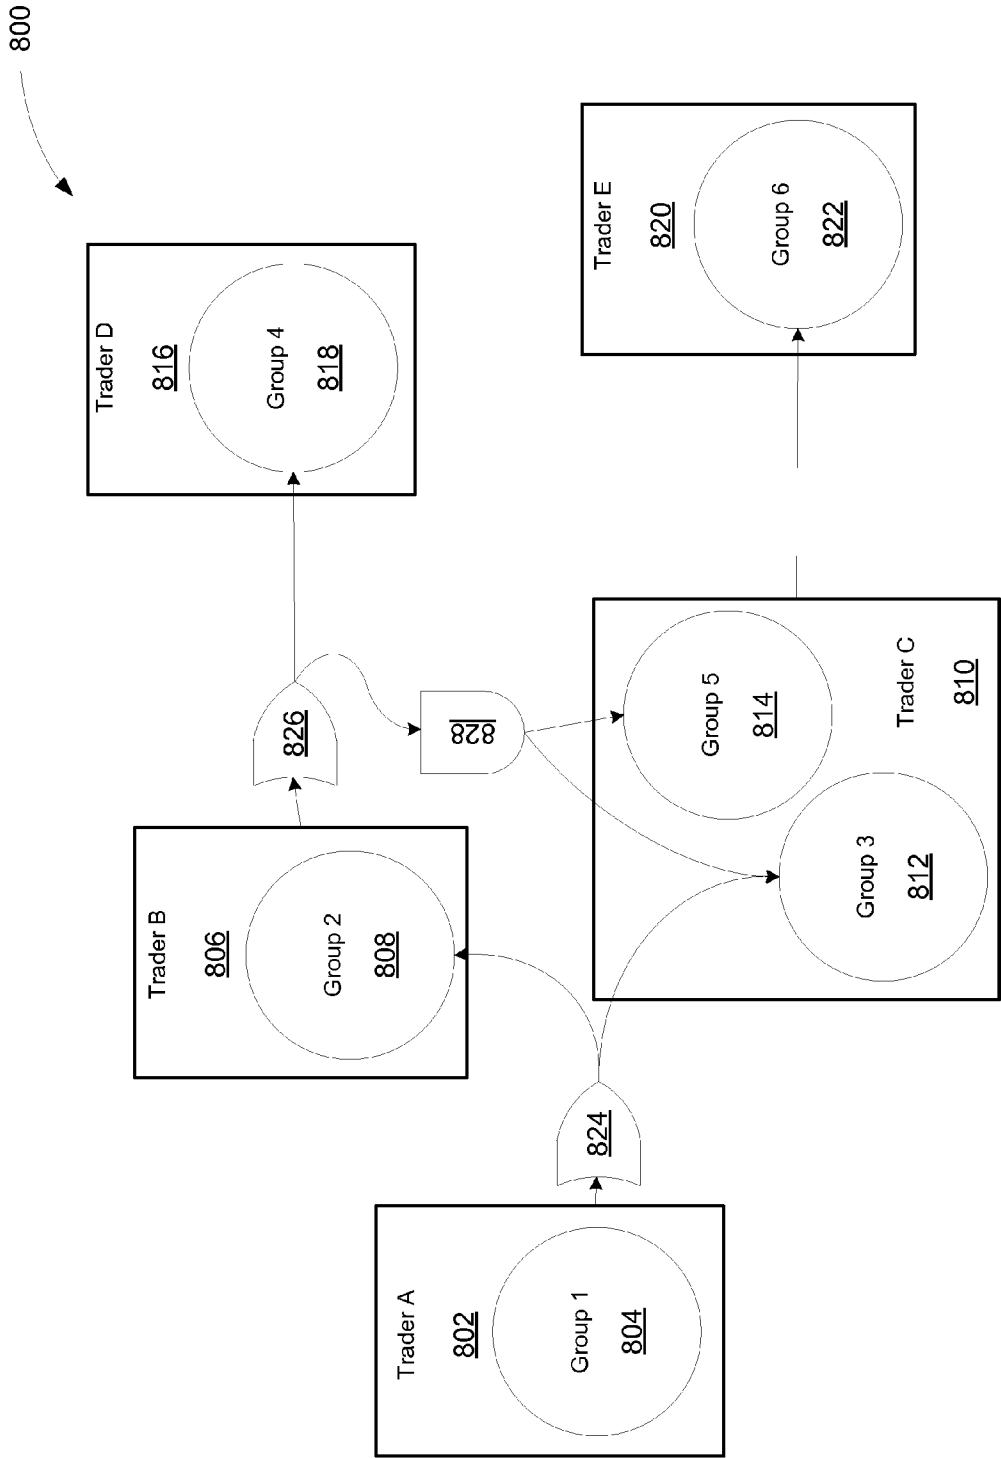 800
Trader D
816
Group 4
818
Trader E
820
Group 6
822
826
828
Trader B
806
Group 2
808
Group 5
814
Trader C
810
Group 3
812
824
Trader A
802
Group 1
804